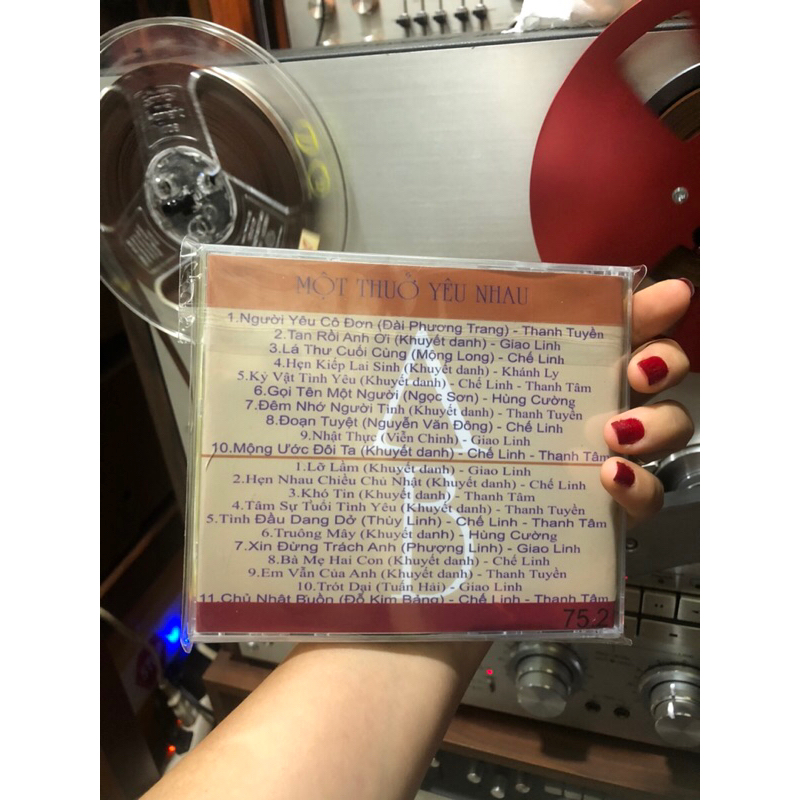 MỘT THUỞ YÊU NHAU
1.Người Yêu Cô Đơn (Đài Phương Trang) - Thanh Tuyền
2.Tan Rồi Anh Ơi (Khuyết danh) - Giao Linh
3.Lá Thư Cuối Cùng (Mộng Long) - Chế Linh
4.Hẹn Kiếp Lai Sinh (Khuyết danh) - Khánh Ly
5.Kỷ Vật Tình Yêu (Khuyết danh) - Chế Linh - Thanh Tâm
6.Gọi Tên Một Người (Ngọc Sơn) - Hùng Cường
7.Đêm Nhớ Người Tình (Khuyết danh) - Thanh Tuyền
8.Đoạn Tuyệt (Nguyễn Văn Đông) - Chế Linh
9.Nhật Thực Viễn Chinh - Giao Linh
10.Mộng Ước Đôi Ta (Khuyết danh) - Chế Linh - Thanh Tâm
A
1.Lỡ Lầm (Khuyết danh) - Giao Linh
2.Hẹn Nhau Chiều Chủ Nhật (Khuyết danh) - Chế Linh
3.Khó Tin (Khuyết danh) - Thanh Tâm
4.Tâm Sự Tuổi Tình Yêu (Khuyết danh) - Thanh Tuyền
5.Tình Đầu Dang Dở (Thùy Linh) - Chế Linh - Thanh Tâm
6.Truông Mây (Khuyết danh) - Hùng Cường
7.Xin Đừng Trách Anh (Phượng Linh) - Giao Linh
8.Bà Mẹ Hai Con (Khuyết danh) - Chế Linh
9.Em Vẫn Của Anh (Khuyết danh) - Thanh Tuyền
10.Trót Dại (Tuấn Hải) - Giao Linh
11.Chủ Nhật Buồn (Đỗ Kim Bảng) - Chế Linh - Thanh Tâm
B
75.2